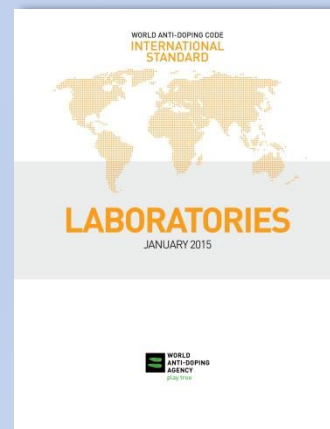 WORLD ANTI-DOPING CODE
INTERNATIONAL
STANDARD
LABORATORIES
JANUARY 2015
WORLD
ANTI-DOPING
AGENCY
play true